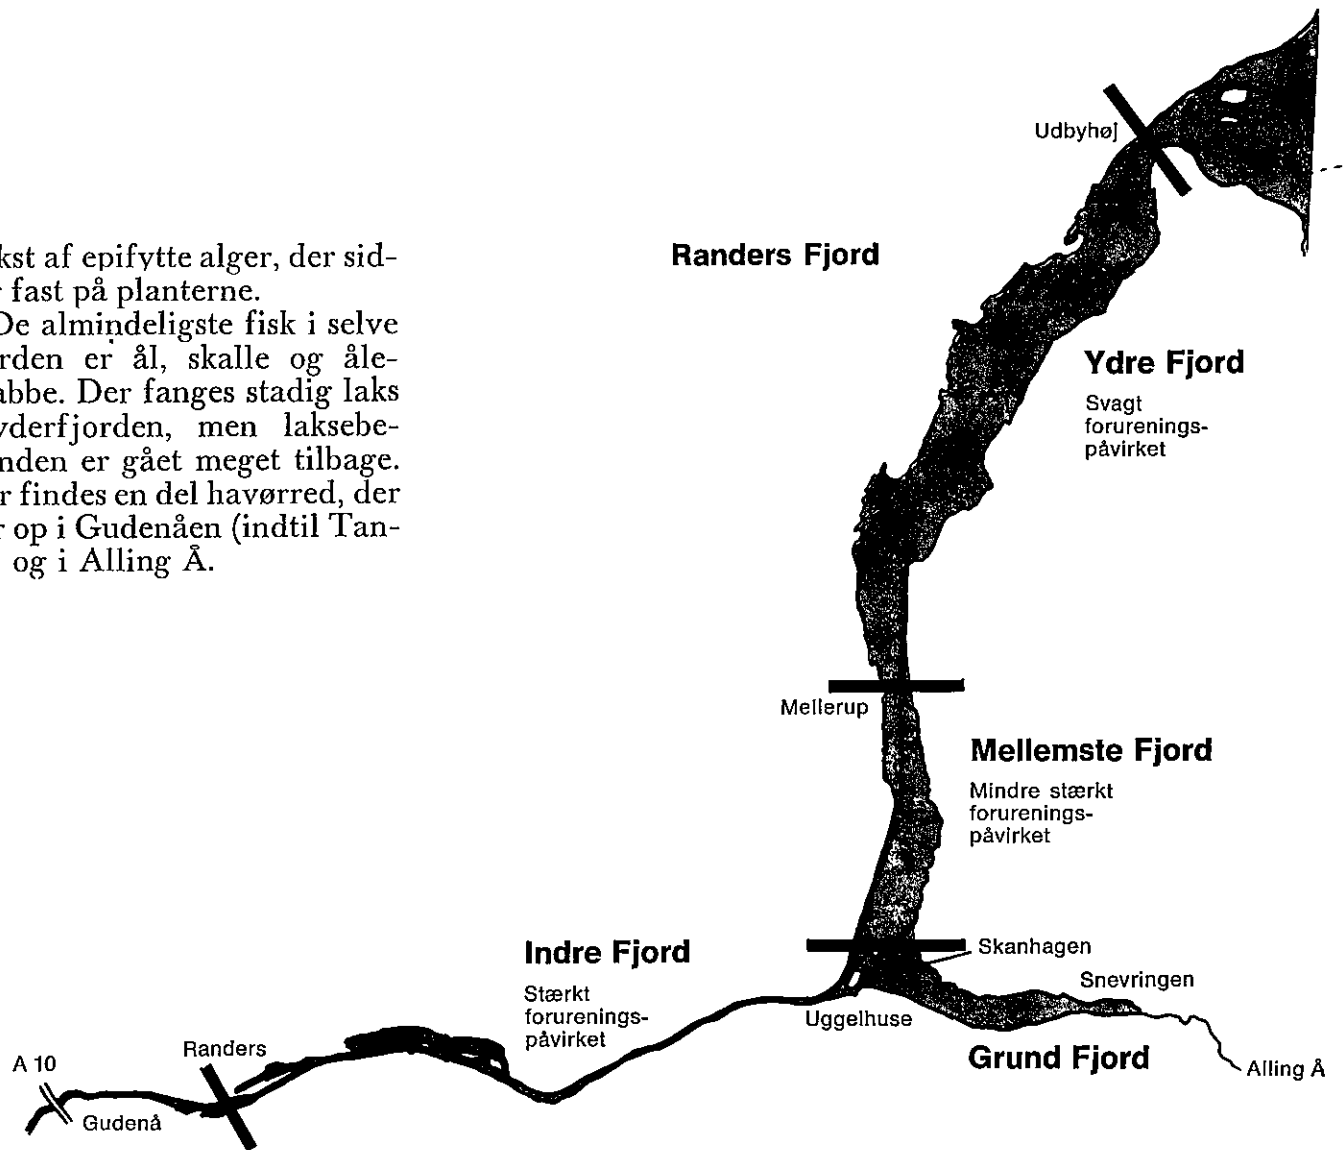 kst af epifytte alger, der sid-
r fast på planterne.
De almindeligste fisk i selve
rden er ål, skalle og åle-
abbe. Der fanges stadig laks
yderfjorden, men laksebe-
nden er gået meget tilbage.
r findes en del havørred, der
r op i Gudenåen (indtil Tan-
og i Alling Å.
Randers Fjord
Udbyhøj
Ydre Fjord
Svagt
forurenings-
påvirket
Mellerup
Mellemste Fjord
Mindre stærkt
forurenings-
påvirket
Indre Fjord
Stærkt
forurenings-
påvirket
Skanhagen
Snevringen
Uggelhuse
Grund Fjord
Alling Å
Randers
A 10
Gudenå